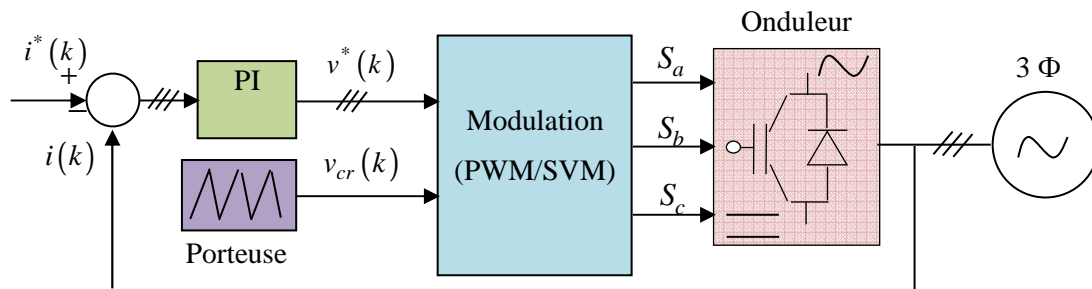 Onduleur
i*(k)
+
−
PI
v*(k)
Modulation
(PWM/SVM)
S_a
S_b
S_c
3 Φ
i(k)
v_cr(k)
Porteuse